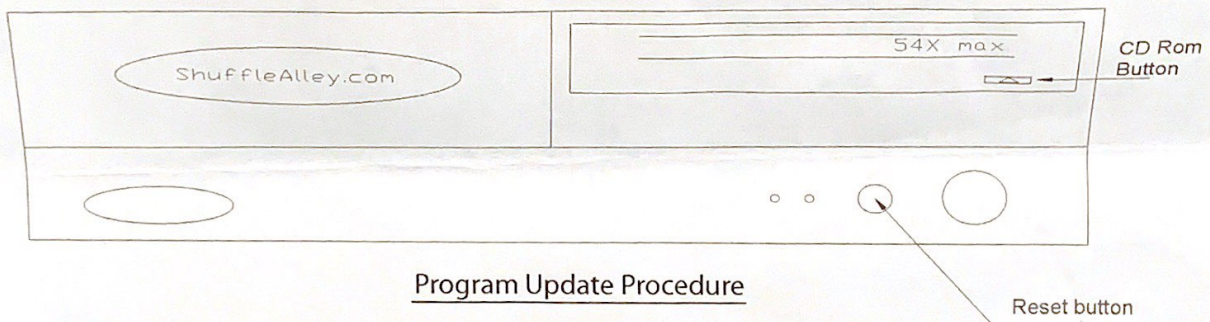 54X max
CD Rom
Button
ShuffleAlley.com
Program Update Procedure
Reset button